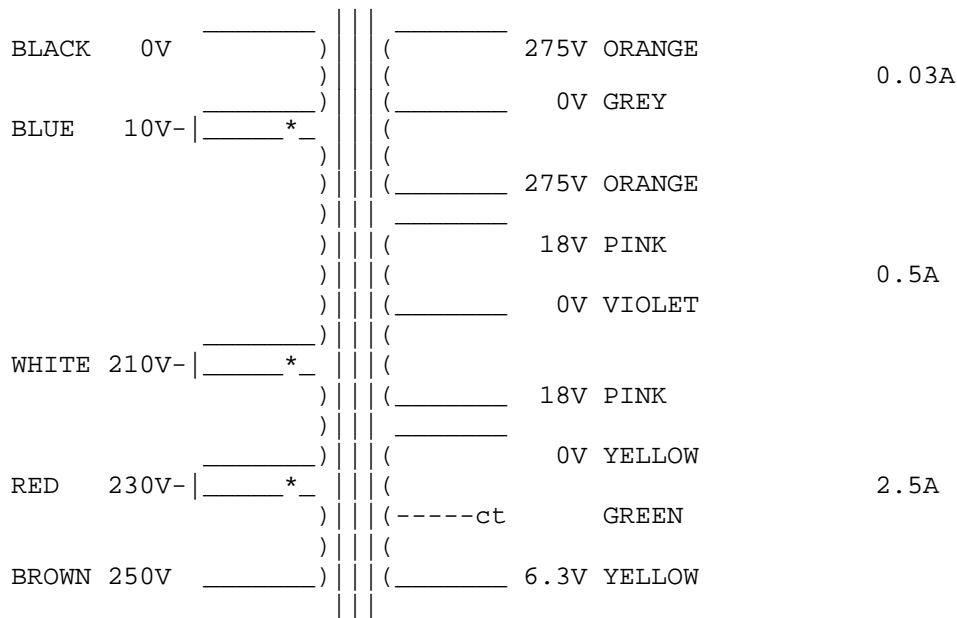 BLACK 0V 275V ORANGE
0.03A
0V GREY
BLUE 10V
275V ORANGE
18V PINK
0.5A
0V VIOLET
WHITE 210V
18V PINK
0V YELLOW
RED 230V 2.5A
ct GREEN
BROWN 250V 6.3V YELLOW